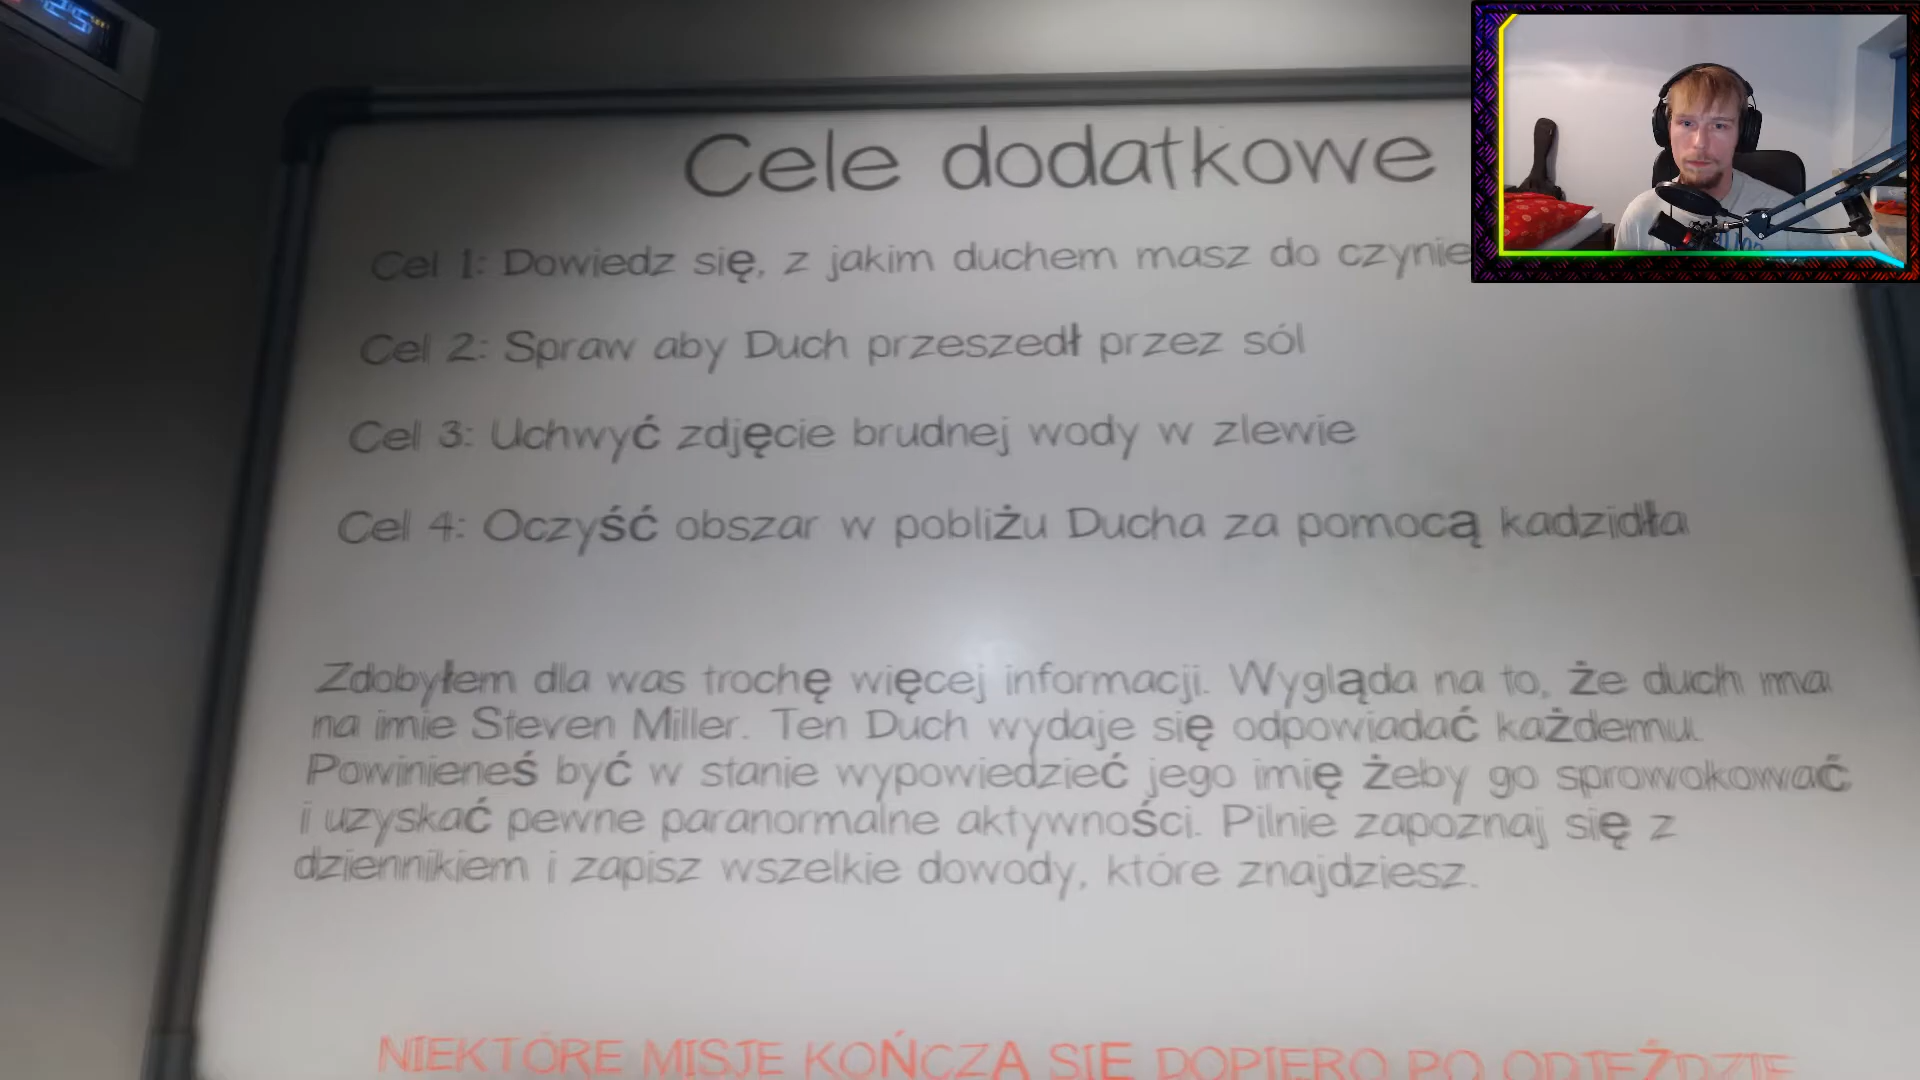 25
Cele dodatkowe
Cel 1: Dowiedz się, z jakim duchem masz do
Cel 2: Spraw aby Duch przeszedł przez sól
Cel 3: Uchwyć zdjęcie brudnej wody w zlewie
Cel 4: Oczyść obszar w pobliżu Ducha za pomocą kadzidła
Zdobyłem dla was trochę więcej informacji. Wygląda na to, że duch ma
na imie Steven Miller. Ten Duch wydaje się odpowiadać każdemu.
Powinieneś być w stanie wypowiedzieć jego imię żeby go sprowokować
i uzyskać pewne paranormalne aktywności. Pilnie zapoznaj się z
dziennikiem i zapisz wszelkie dowody, które znajdziesz.
NIEKTÓRE MISJE KOŃCZĄ SIĘ DOPIERO PO ODJEŹDZIE